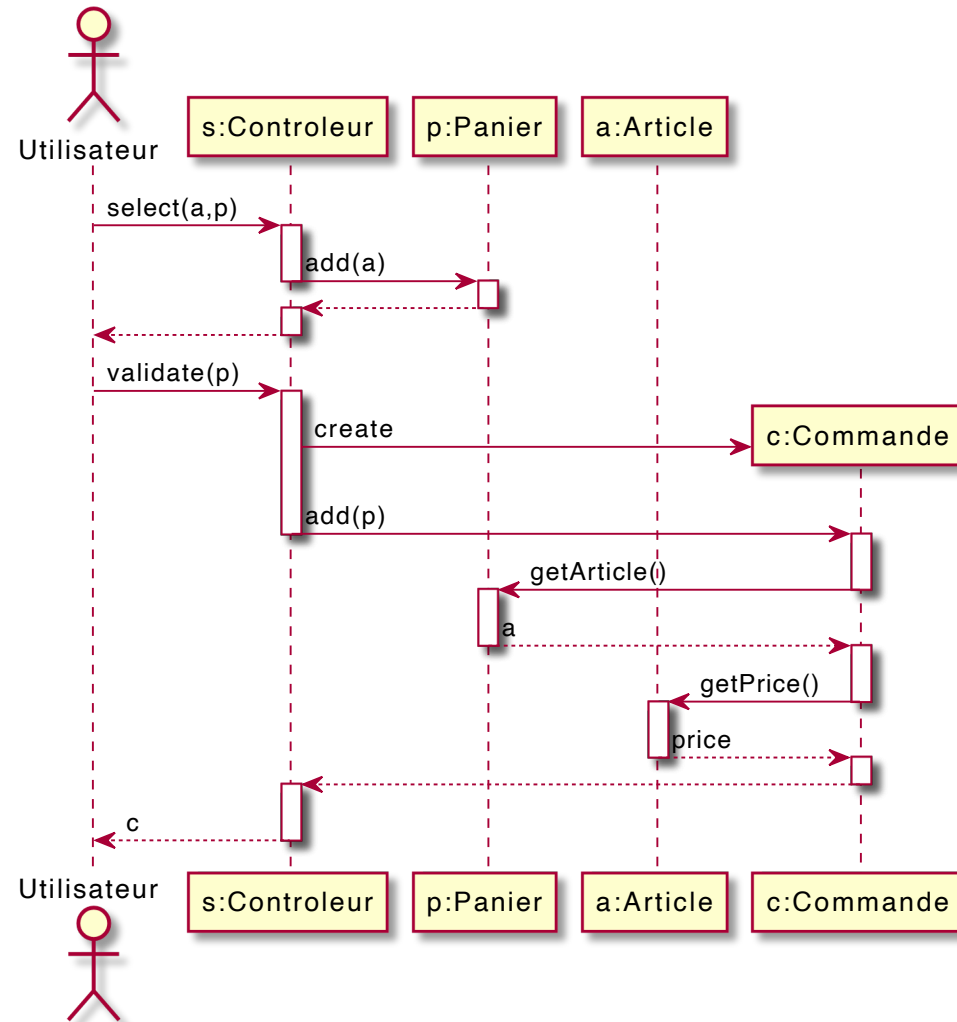 Utilisateur
s:Controleur
p:Panier
a:Article
select(a,p)
add(a)
validate(p)
create
c:Commande
add(p)
getArticle()
a
getPrice()
price
c
Utilisateur
s:Controleur
p:Panier
a:Article
c:Commande